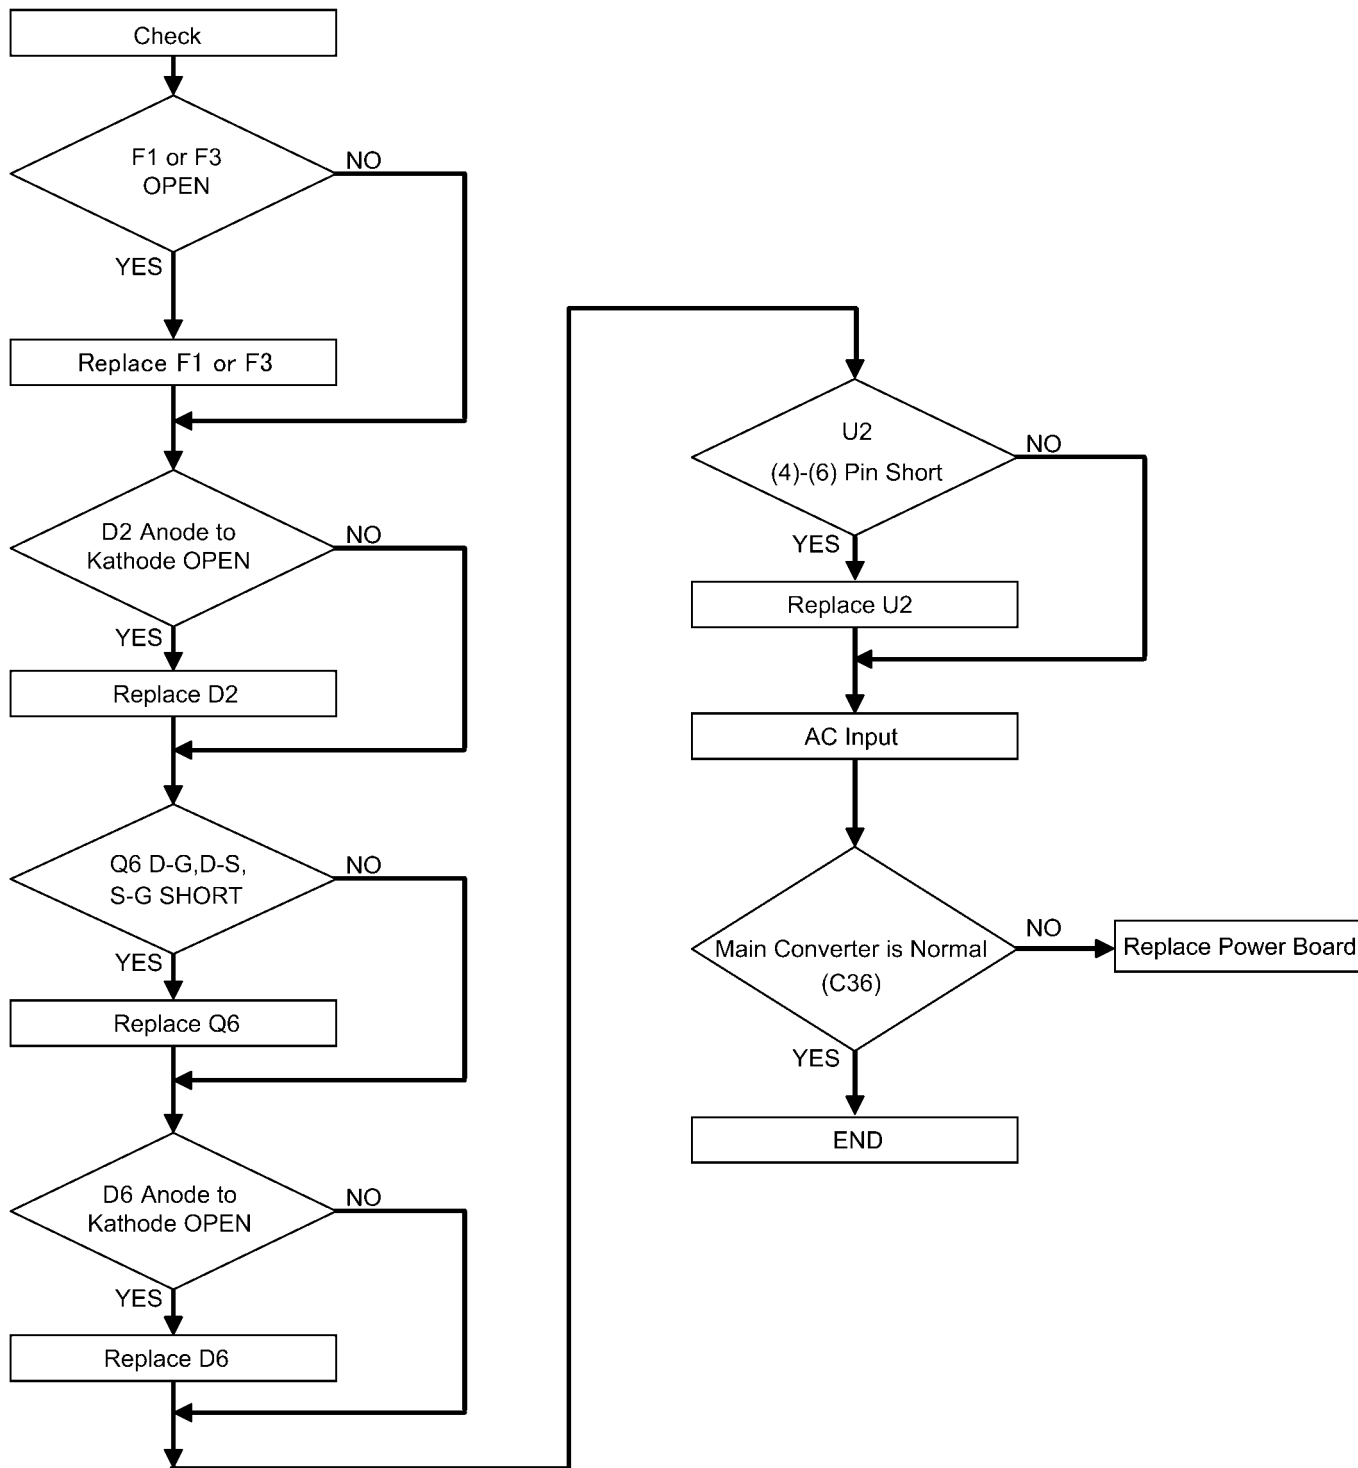 Check
F1 or F3
OPEN
NO
YES
Replace F1 or F3
D2 Anode to
Kathode OPEN
NO
YES
Replace D2
Q6 D-G,D-S,
S-G SHORT
NO
YES
Replace Q6
D6 Anode to
Kathode OPEN
NO
YES
Replace D6
U2
(4)-(6) Pin Short
NO
YES
Replace U2
AC Input
Main Converter is Normal
(C36)
NO
Replace Power Board
YES
END